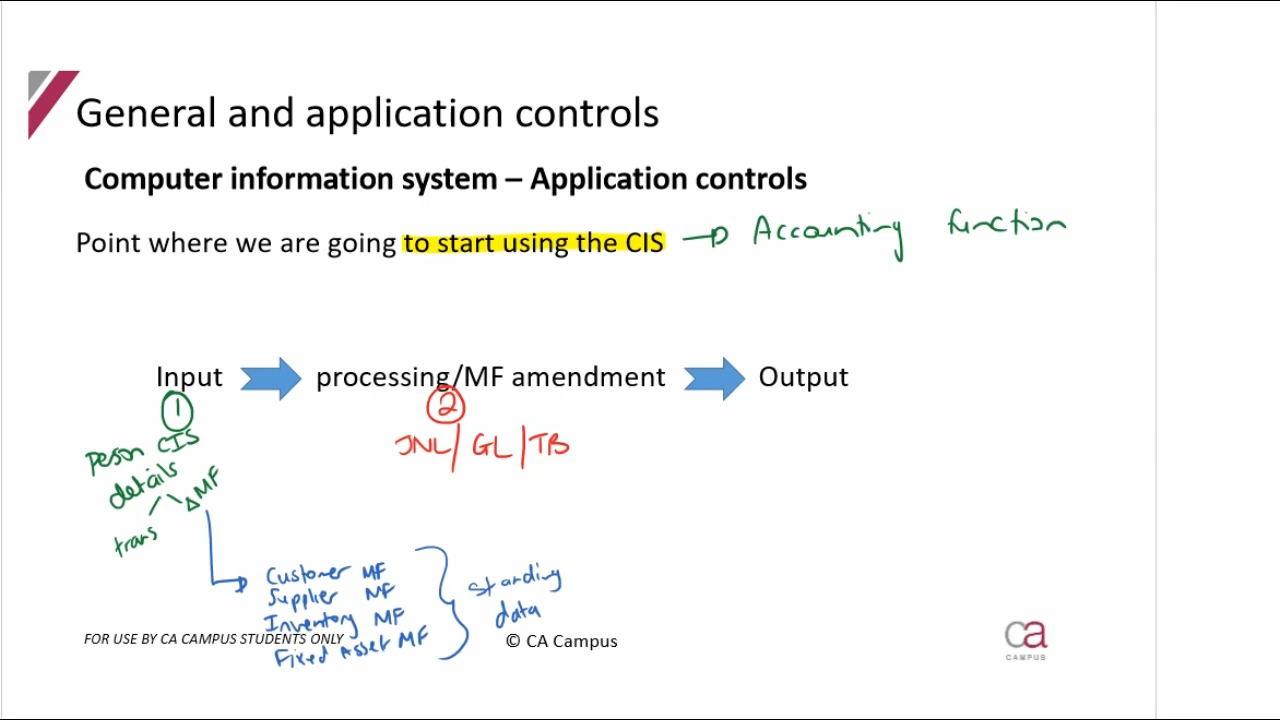 General and application controls
Computer information system – Application controls
Point where we are going to start using the CIS → Accounting function
Input processing/MF amendment Output
1
2
person CIS
details
trans
Δ MF
JNL/ GL/TB
Customer MF
Supplier MF
Inventory MF
Fixed Asset MF
standing
data
FOR USE BY CA CAMPUS STUDENTS ONLY
© CA Campus
ca
CAMPUS